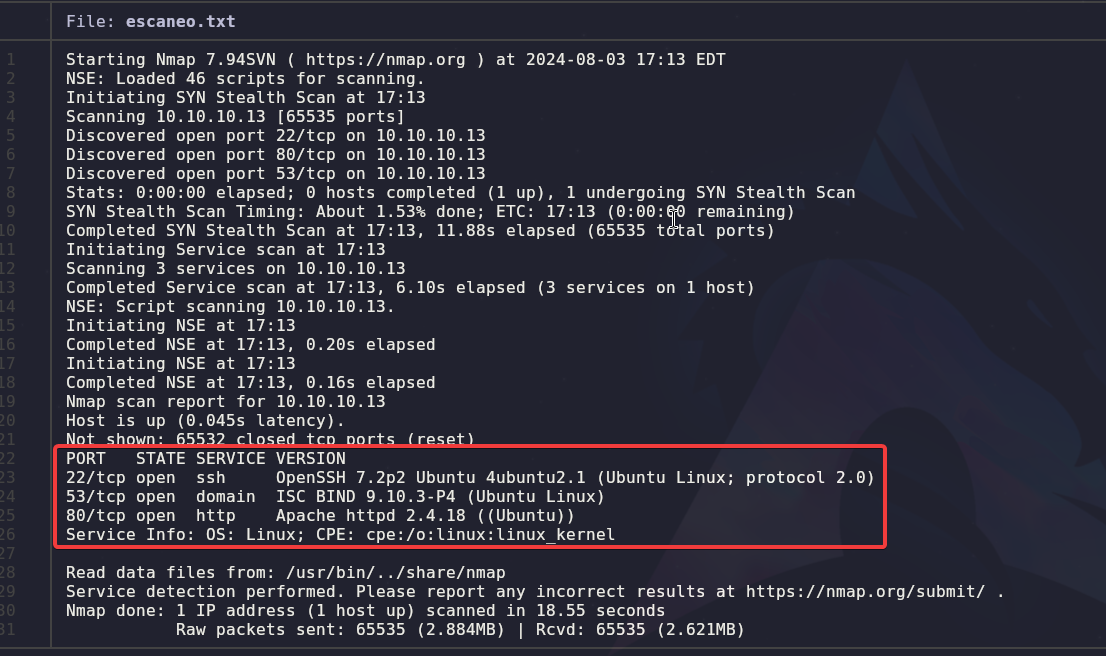 File: escaneo.txt
1 Starting Nmap 7.94SVN ( https://nmap.org ) at 2024-08-03 17:13 EDT
2 NSE: Loaded 46 scripts for scanning.
3 Initiating SYN Stealth Scan at 17:13
4 Scanning 10.10.10.13 [65535 ports]
5 Discovered open port 22/tcp on 10.10.10.13
6 Discovered open port 80/tcp on 10.10.10.13
7 Discovered open port 53/tcp on 10.10.10.13
8 Stats: 0:00:00 elapsed; 0 hosts completed (1 up), 1 undergoing SYN Stealth Scan
9 SYN Stealth Scan Timing: About 1.53% done; ETC: 17:13 (0:00:00 remaining)
10 Completed SYN Stealth Scan at 17:13, 11.88s elapsed (65535 total ports)
11 Initiating Service scan at 17:13
12 Scanning 3 services on 10.10.10.13
13 Completed Service scan at 17:13, 6.10s elapsed (3 services on 1 host)
14 NSE: Script scanning 10.10.10.13.
15 Initiating NSE at 17:13
16 Completed NSE at 17:13, 0.20s elapsed
17 Initiating NSE at 17:13
18 Completed NSE at 17:13, 0.16s elapsed
19 Nmap scan report for 10.10.10.13
20 Host is up (0.045s latency).
21 Not shown: 65532 closed tcp ports (reset)
22 PORT   STATE SERVICE VERSION
23 22/tcp open  ssh     OpenSSH 7.2p2 Ubuntu 4ubuntu2.1 (Ubuntu Linux; protocol 2.0)
24 53/tcp open  domain  ISC BIND 9.10.3-P4 (Ubuntu Linux)
25 80/tcp open  http    Apache httpd 2.4.18 ((Ubuntu))
26 Service Info: OS: Linux; CPE: cpe:/o:linux:linux_kernel
27
28 Read data files from: /usr/bin/../share/nmap
29 Service detection performed. Please report any incorrect results at https://nmap.org/submit/ .
30 Nmap done: 1 IP address (1 host up) scanned in 18.55 seconds
31            Raw packets sent: 65535 (2.884MB) | Rcvd: 65535 (2.621MB)